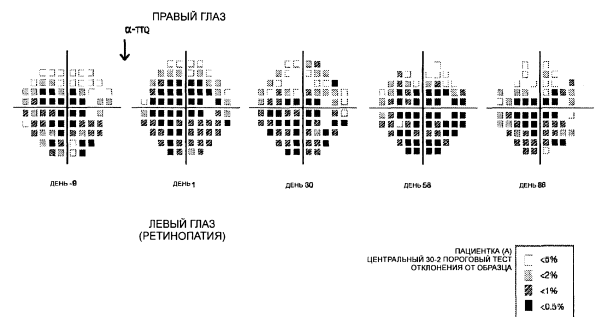 ПРАВЫЙ ГЛАЗ
α-ТТQ
ДЕНЬ -9
ДЕНЬ 1
ДЕНЬ 30
ДЕНЬ 58
ДЕНЬ 86
ЛЕВЫЙ ГЛАЗ
(РЕТИНОПАТИЯ)
ПАЦИЕНТКА (А)
ЦЕНТРАЛЬНЫЙ 30-2 ПОРОГОВЫЙ ТЕСТ
ОТКЛОНЕНИЯ ОТ ОБРАЗЦА
<5%
<2%
<1%
<0.5%